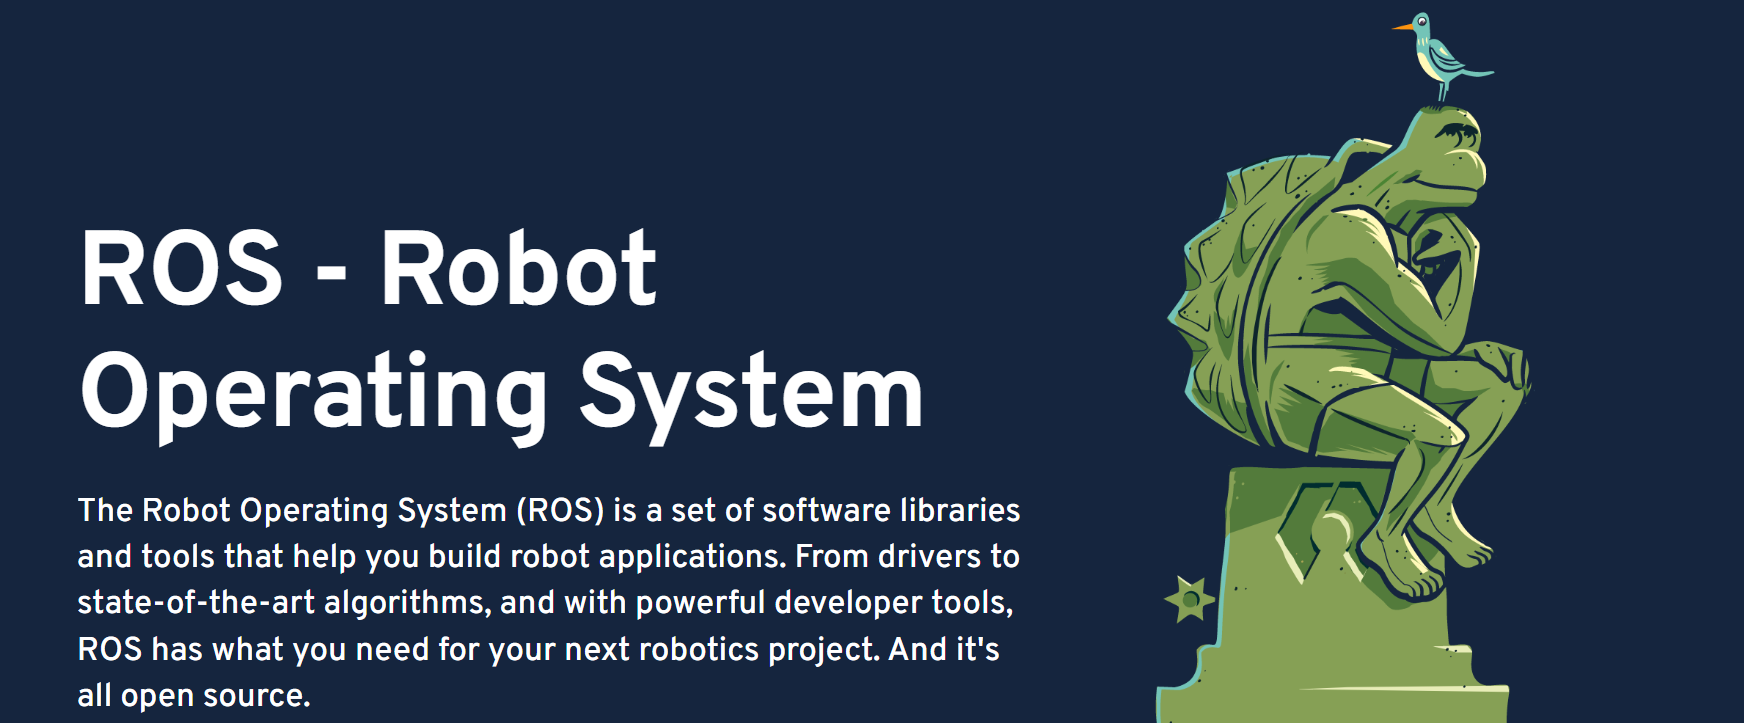 ROS - Robot
Operating System
The Robot Operating System (ROS) is a set of software libraries
and tools that help you build robot applications. From drivers to
state-of-the-art algorithms, and with powerful developer tools,
ROS has what you need for your next robotics project. And it's
all open source.